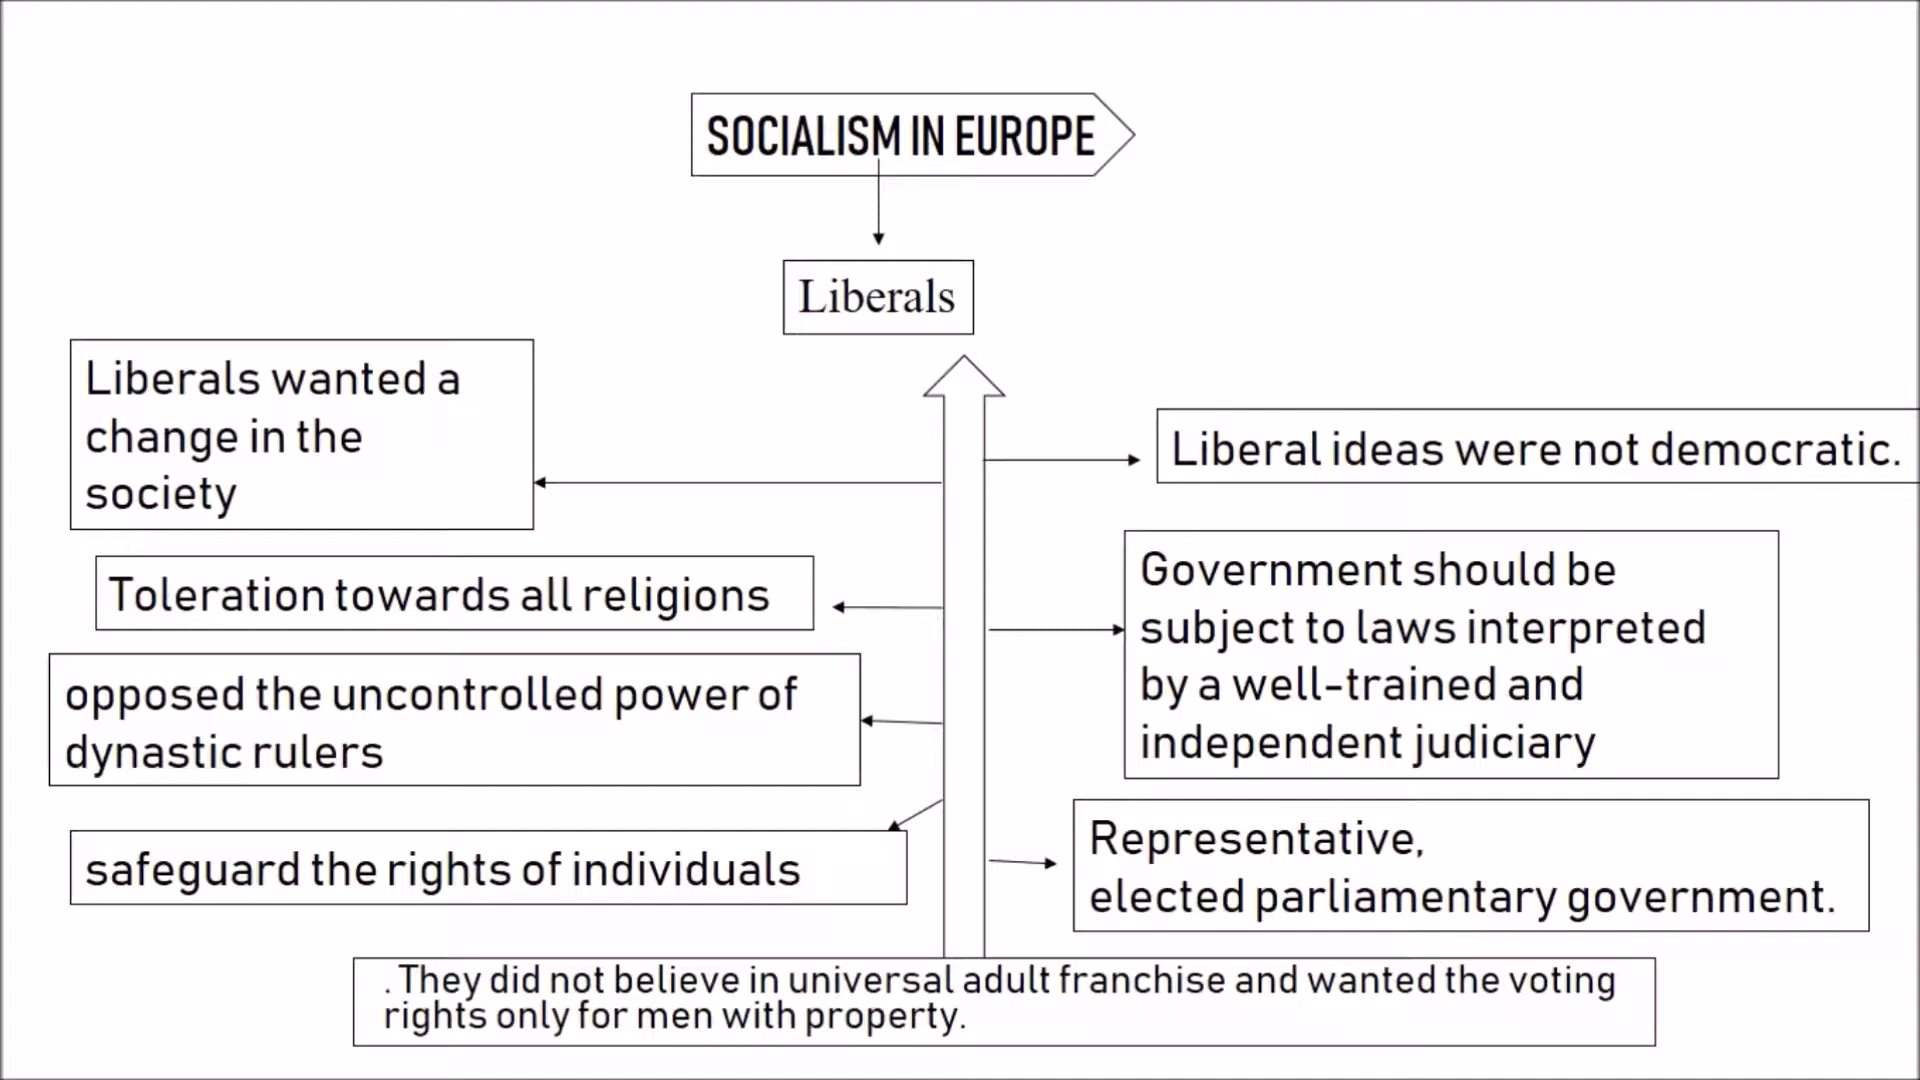 SOCIALISM IN EUROPE
Liberals
Liberals wanted a
change in the
society
Toleration towards all religions
opposed the uncontrolled power of
dynastic rulers
safeguard the rights of individuals
Liberal ideas were not democratic.
Government should be
subject to laws interpreted
by a well-trained and
independent judiciary
Representative,
elected parliamentary government.
. They did not believe in universal adult franchise and wanted the voting
rights only for men with property.